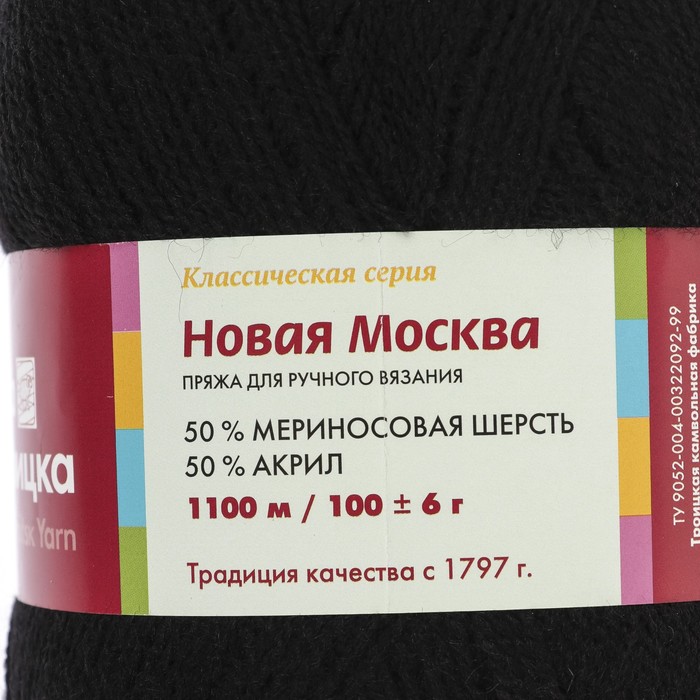 Классическая серия
Новая Москва
ПРЯЖА ДЛЯ РУЧНОГО ВЯЗАНИЯ
50 % МЕРИНОСОВАЯ ШЕРСТЬ
50 % АКРИЛ
1100 м / 100 ± 6 г
Традиция качества с 1797 г.
Yarn
ТУ 9052-004-00322092-99
Троицкая камвольная фабрика